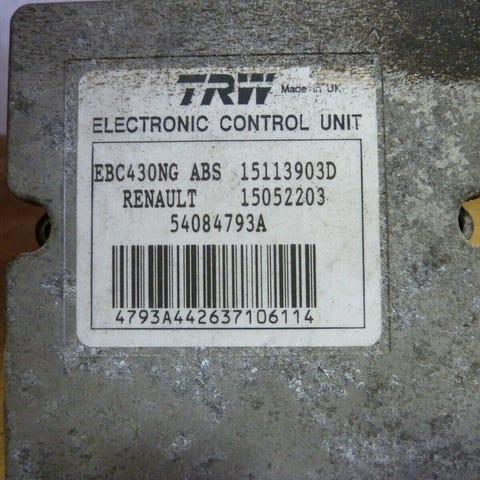 TRW Made in UK
ELECTRONIC CONTROL UNIT
EBC430NG ABS 15113903D
RENAULT 15052203
54084793A
4793A442637106114